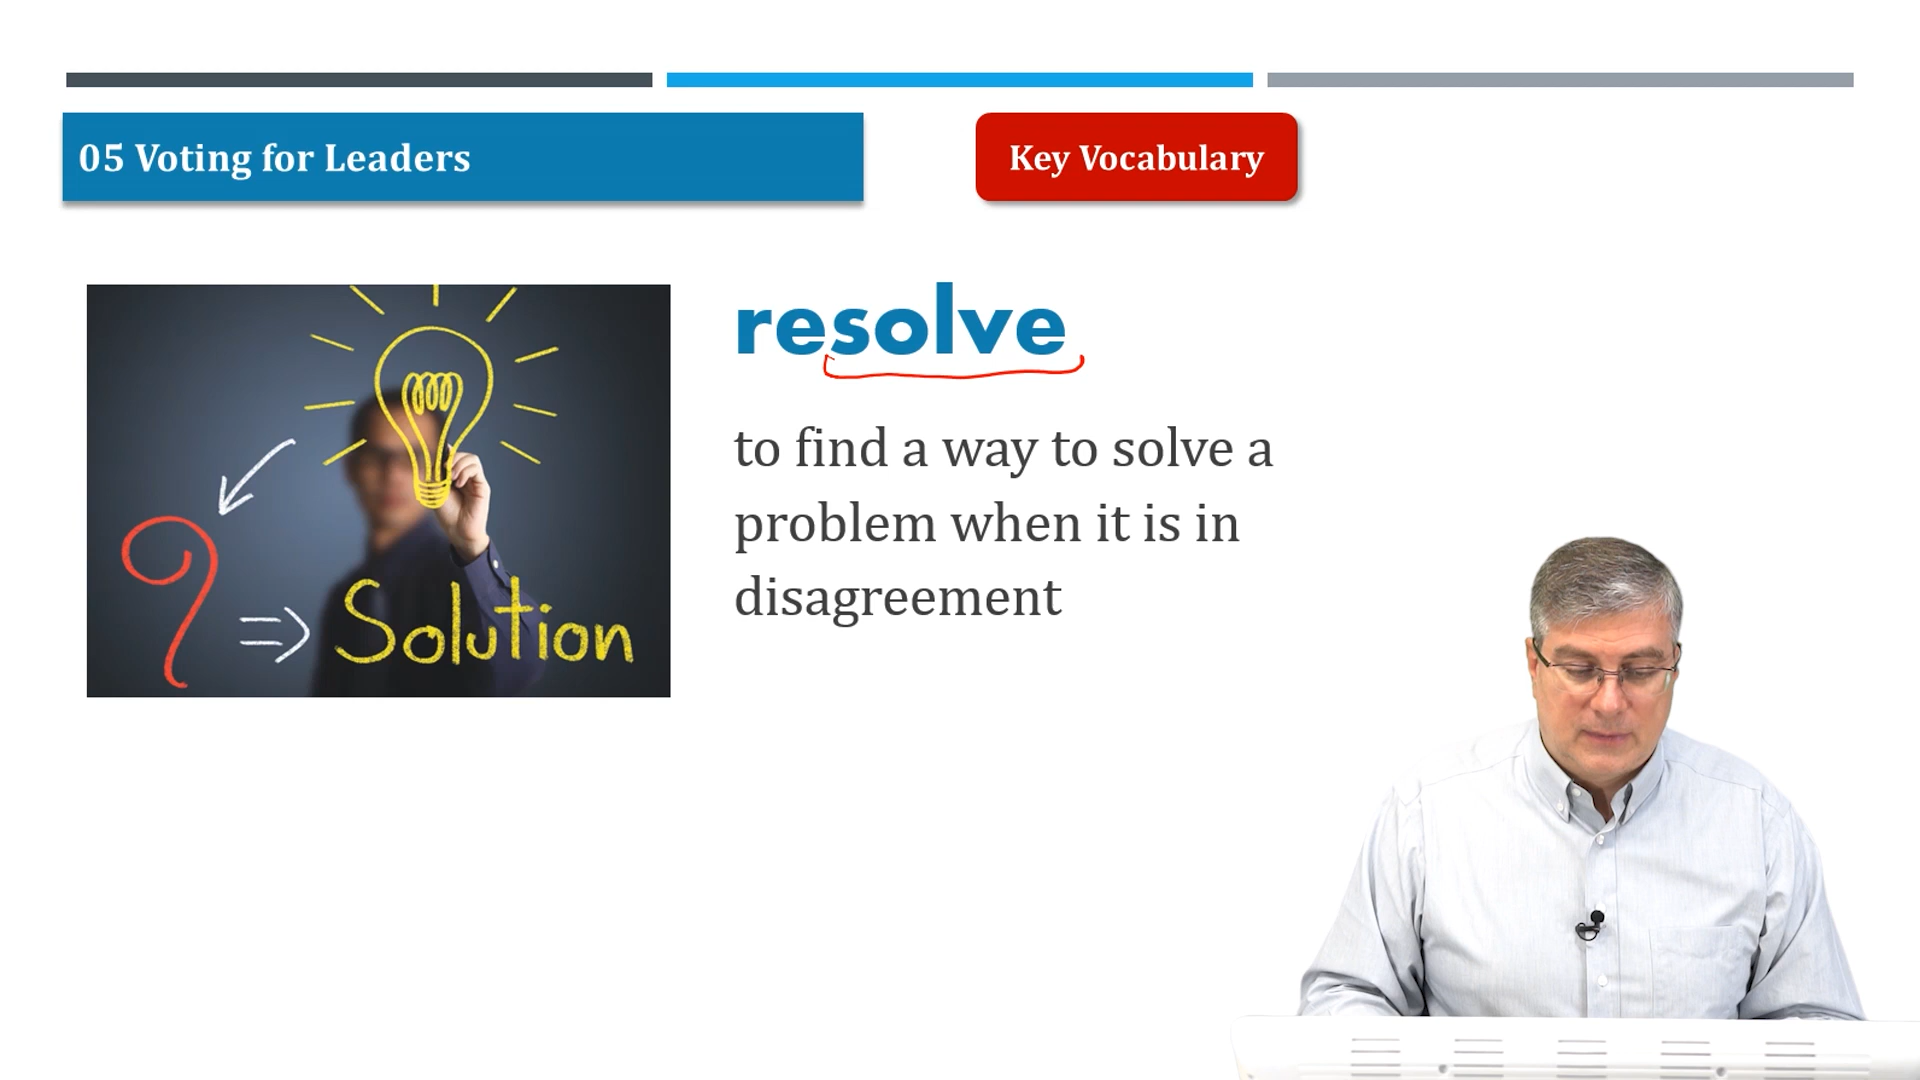 05 Voting for Leaders
Key Vocabulary
resolve
to find a way to solve a
problem when it is in
disagreement
? => Solution